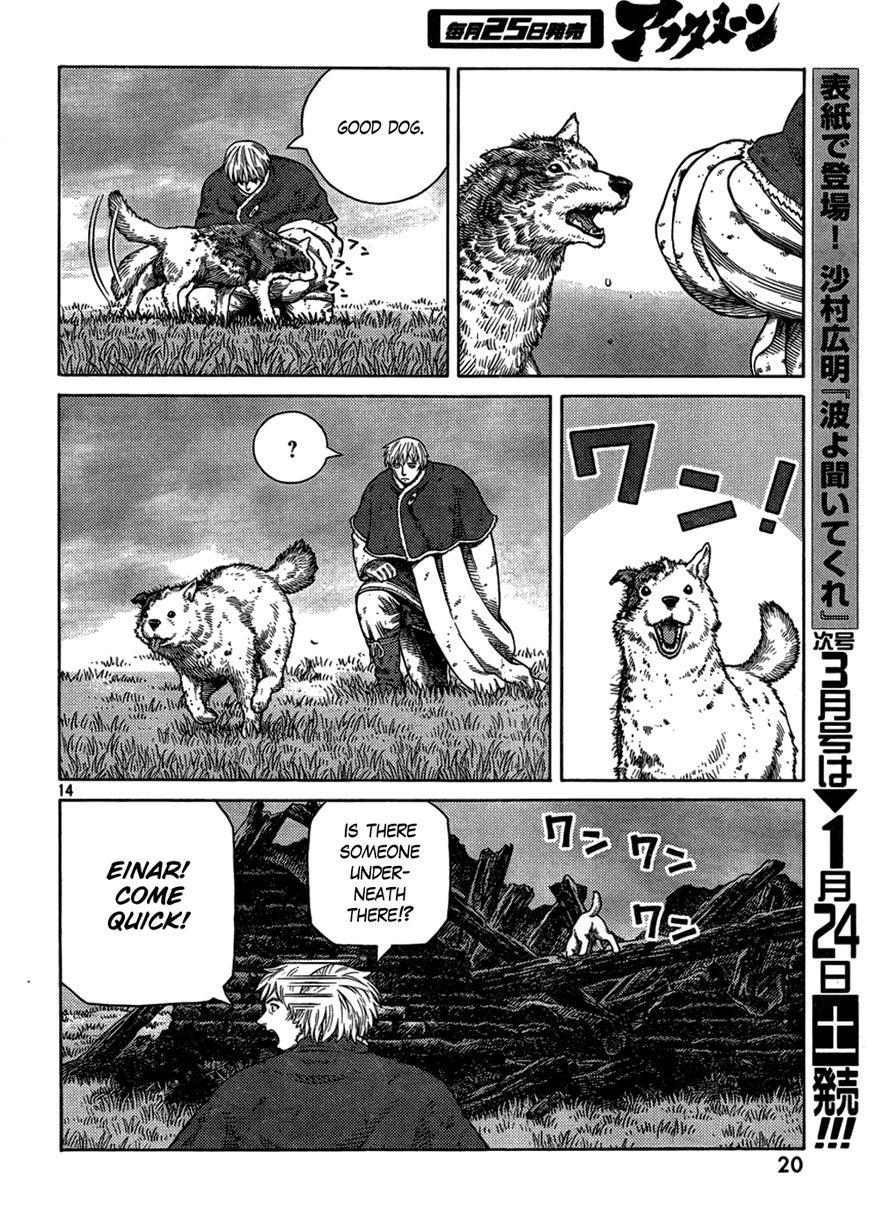 毎月25日発売
アフタヌーン
表紙で登場! 沙村広明『波よ聞いてくれ』
次号3月号は▼1月24日土発売!!!
GOOD DOG.
ワン!
?
14
IS THERE
SOMEONE
UNDER-
NEATH
THERE!?
EINAR!
COME
QUICK!
ワン
ワン
ワン
20